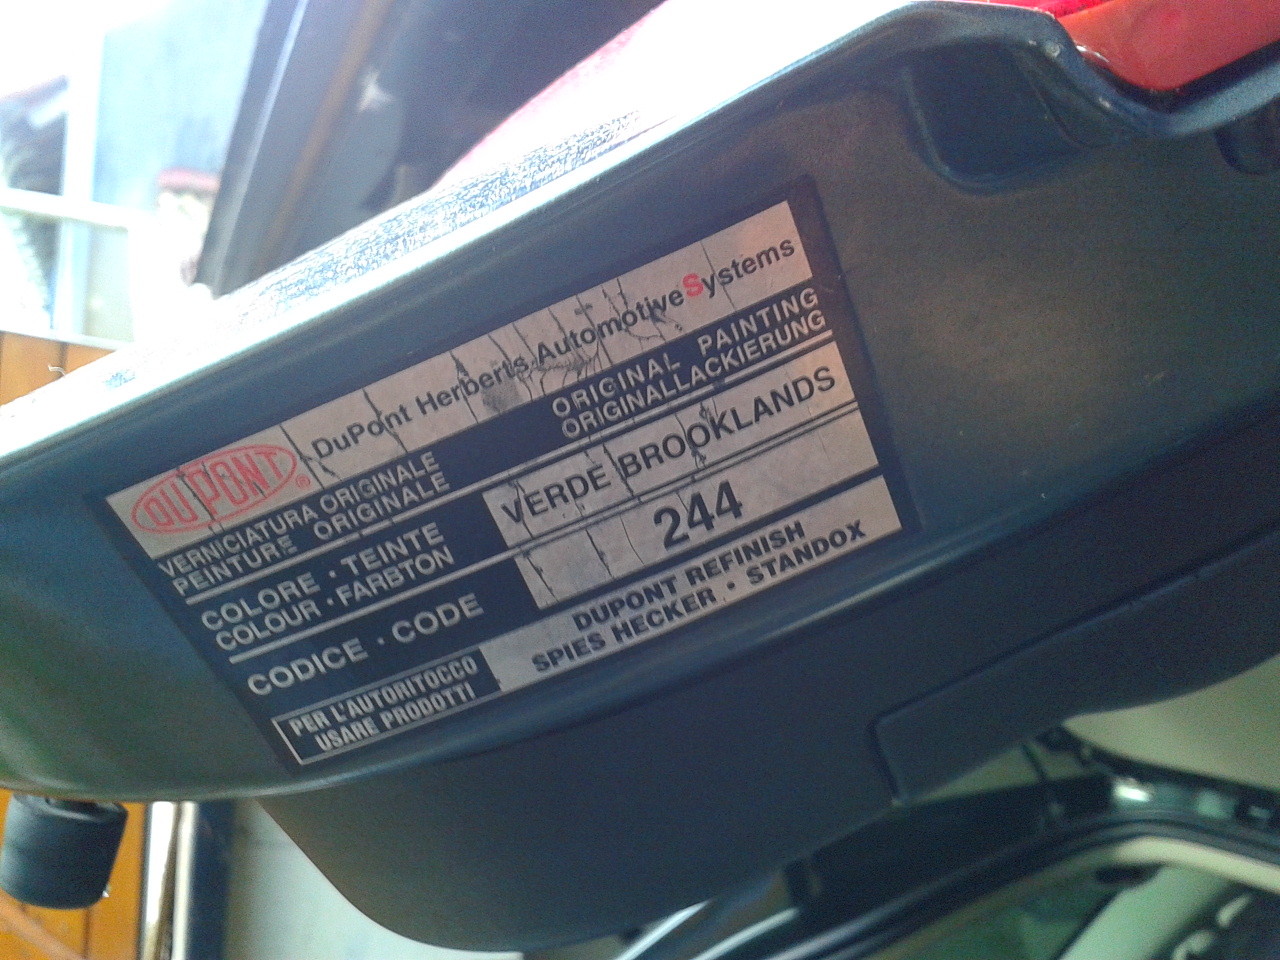 DUPONT® DuPont Herberts Automotive Systems
VERNICIATURA ORIGINALE ORIGINAL PAINTING
PEINTURE ORIGINALE ORIGINALLACKIERUNG
COLORE · TEINTE VERDE BROOKLANDS
COLOUR · FARBTON
CODICE · CODE 244
PER L'AUTORITOCCO DUPONT REFINISH
USARE PRODOTTI SPIES HECKER · STANDOX